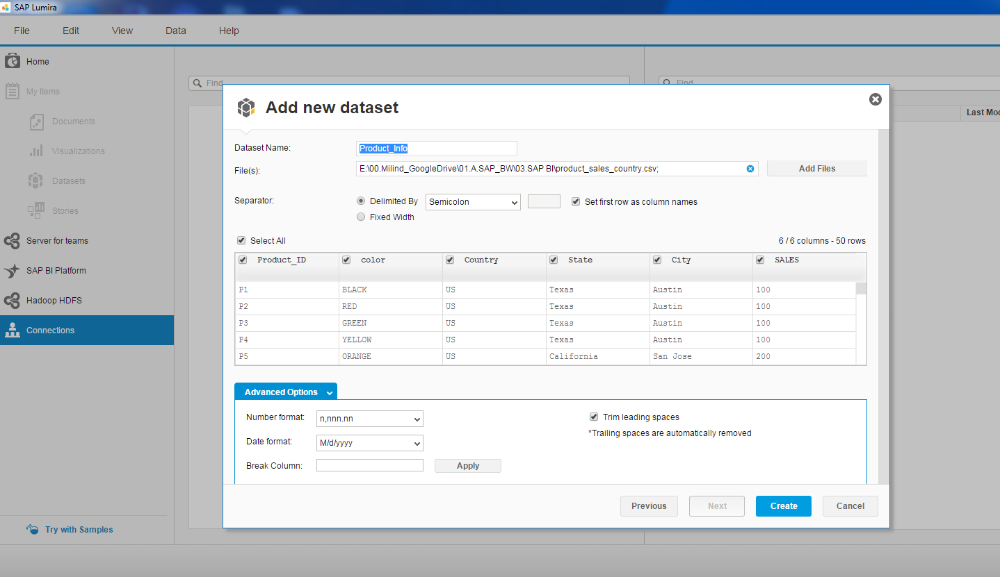 SAP Lumira
File Edit View Data Help
Home
My Items
Documents
Visualizations
Datasets
Stories
Server for teams
SAP BI Platform
Hadoop HDFS
Connections
Try with Samples
Find
Find
Last Mod
Add new dataset
Dataset Name: Product_Info
File(s): E:\00.Milind_GoogleDrive\01.A.SAP_BW\03.SAP BI\product_sales_country.csv; Add Files
Separator: Delimited By Semicolon Set first row as column names
Fixed Width
Select All 6 / 6 columns - 50 rows
Product_ID color Country State City SALES
P1 BLACK US Texas Austin 100
P2 RED US Texas Austin 100
P3 GREEN US Texas Austin 100
P4 YELLOW US Texas Austin 100
P5 ORANGE US California San Jose 200
Advanced Options
Number format: n,nnn.nn Trim leading spaces
*Trailing spaces are automatically removed
Date format: M/d/yyyy
Break Column: Apply
Previous Next Create Cancel